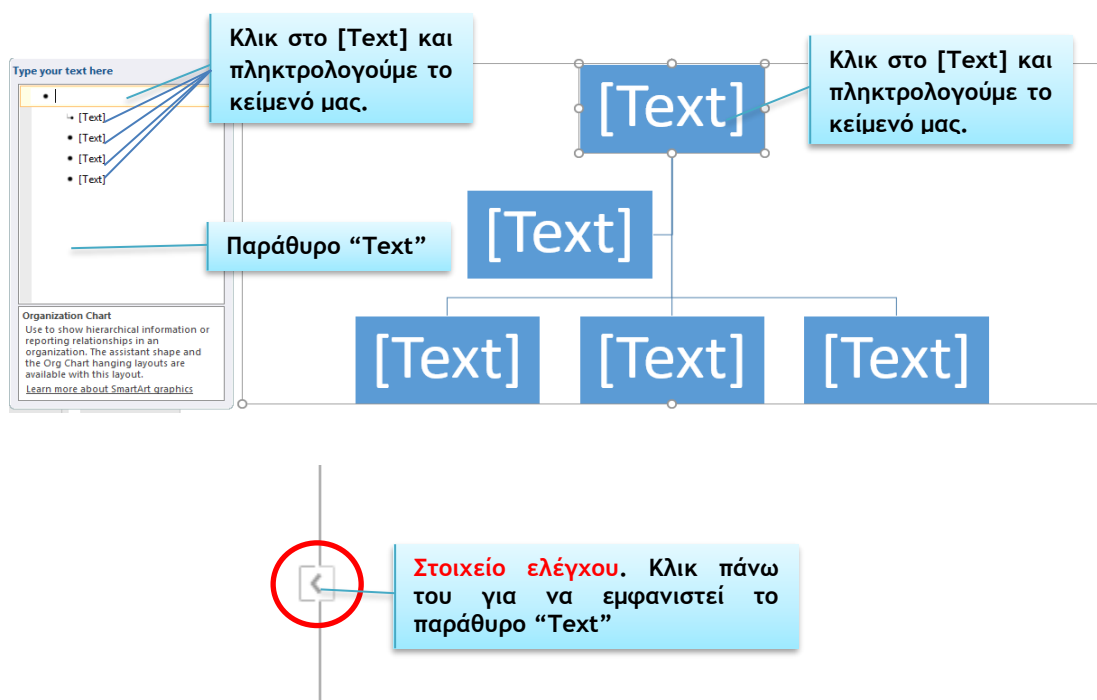 Κλικ στο [Text] και
πληκτρολογούμε το
κείμενό μας.
Κλικ στο [Text] και
πληκτρολογούμε το
κείμενό μας.
Type your text here
[Text]
[Text]
[Text]
[Text]
Παράθυρο “Text”
Organization Chart
Use to show hierarchical information or
reporting relationships in an
organization. The assistant shape and
the Org Chart hanging layouts are
available with this layout.
Learn more about SmartArt graphics
[Text]
[Text]
[Text]
[Text]
[Text]
Στοιχείο ελέγχου. Κλικ πάνω
του για να εμφανιστεί το
παράθυρο “Text”